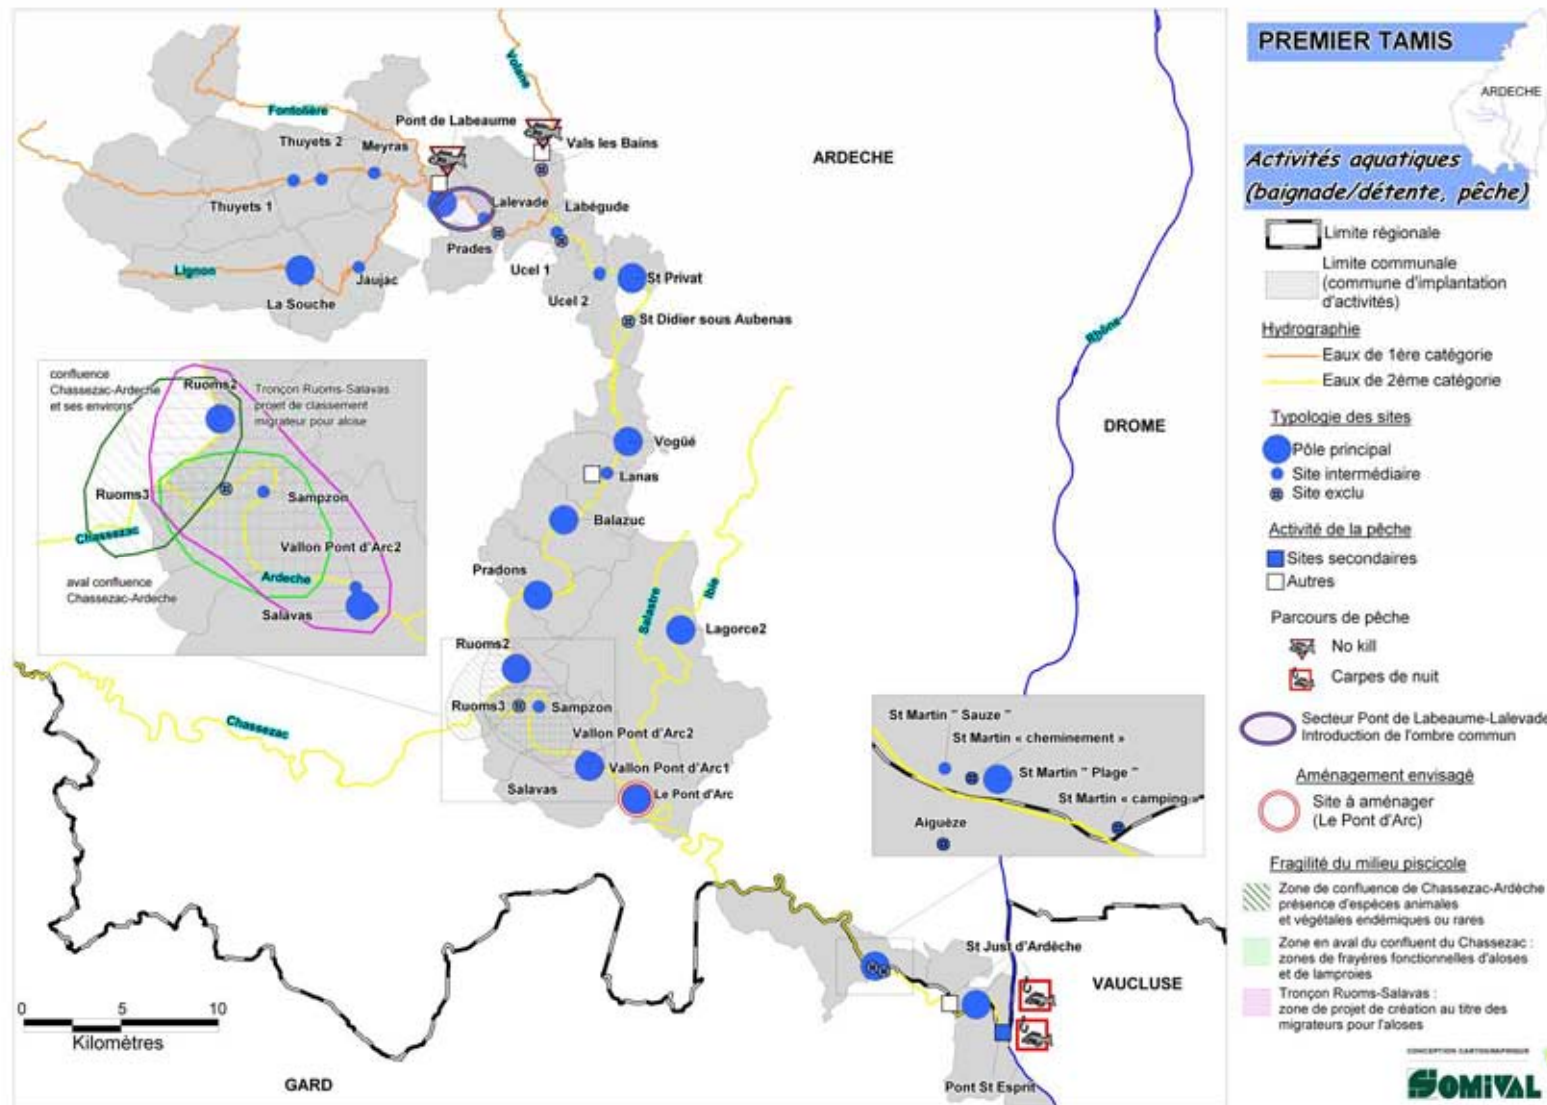 PREMIER TAMIS
ARDECHE
Activités aquatiques
(baignade/détente, pêche)
Limite régionale
Limite communale
(commune d'implantation
d'activités)
Hydrographie
Eaux de 1ère catégorie
Eaux de 2ème catégorie
Typologie des sites
Pôle principal
Site intermédiaire
Site exclu
Activité de la pêche
Sites secondaires
Autres
Parcours de pêche
No kill
Carpes de nuit
Secteur Pont de Labeaume-Lalevade
Introduction de l'ombre commun
Aménagement envisagé
Site à aménager
(Le Pont d'Arc)
Fragilité du milieu piscicole
Zone de confluence de Chassezac-Ardèche
présence d'espèces animales
et végétales endémiques ou rares
Zone en aval du confluent du Chassezac :
zones de frayères fonctionnelles d'aloses
et de lamproies
Tronçon Ruoms-Salavas :
zone de projet de création au titre des
migrateurs pour l'aloses
CONCEPTION CARTOGRAPHIQUE
SOMIVAL
Volane
Fontolière
Pont de Labeaume
Thuyets 2
Meyras
Vals les Bains
ARDECHE
Thuyets 1
Lalevade
Labégude
Prades
Lignon
Jaujac
Ucel 1
St Privat
La Souche
Ucel 2
St Didier sous Aubenas
Rhône
confluence
Chassezac-Ardeche
et ses environs
Ruoms2
Tronçon Ruoms-Salavas
projet de classement
migrateur pour alose
Ruoms3
Sampzon
Chassezac
Vallon Pont d'Arc2
Ardeche
aval confluence
Chassezac-Ardeche
Salavas
DROME
Vogüé
Lanas
Balazuc
Pradons
Ibie
Salastre
Lagorce2
Ruoms2
Ruoms3
Sampzon
Chassezac
Vallon Pont d'Arc2
Vallon Pont d'Arc1
Salavas
Le Pont d'Arc
St Martin " Sauze "
St Martin « cheminement »
St Martin " Plage "
St Martin « camping »
Aiguèze
St Just d'Ardèche
VAUCLUSE
Pont St Esprit
GARD
0 5 10
Kilomètres